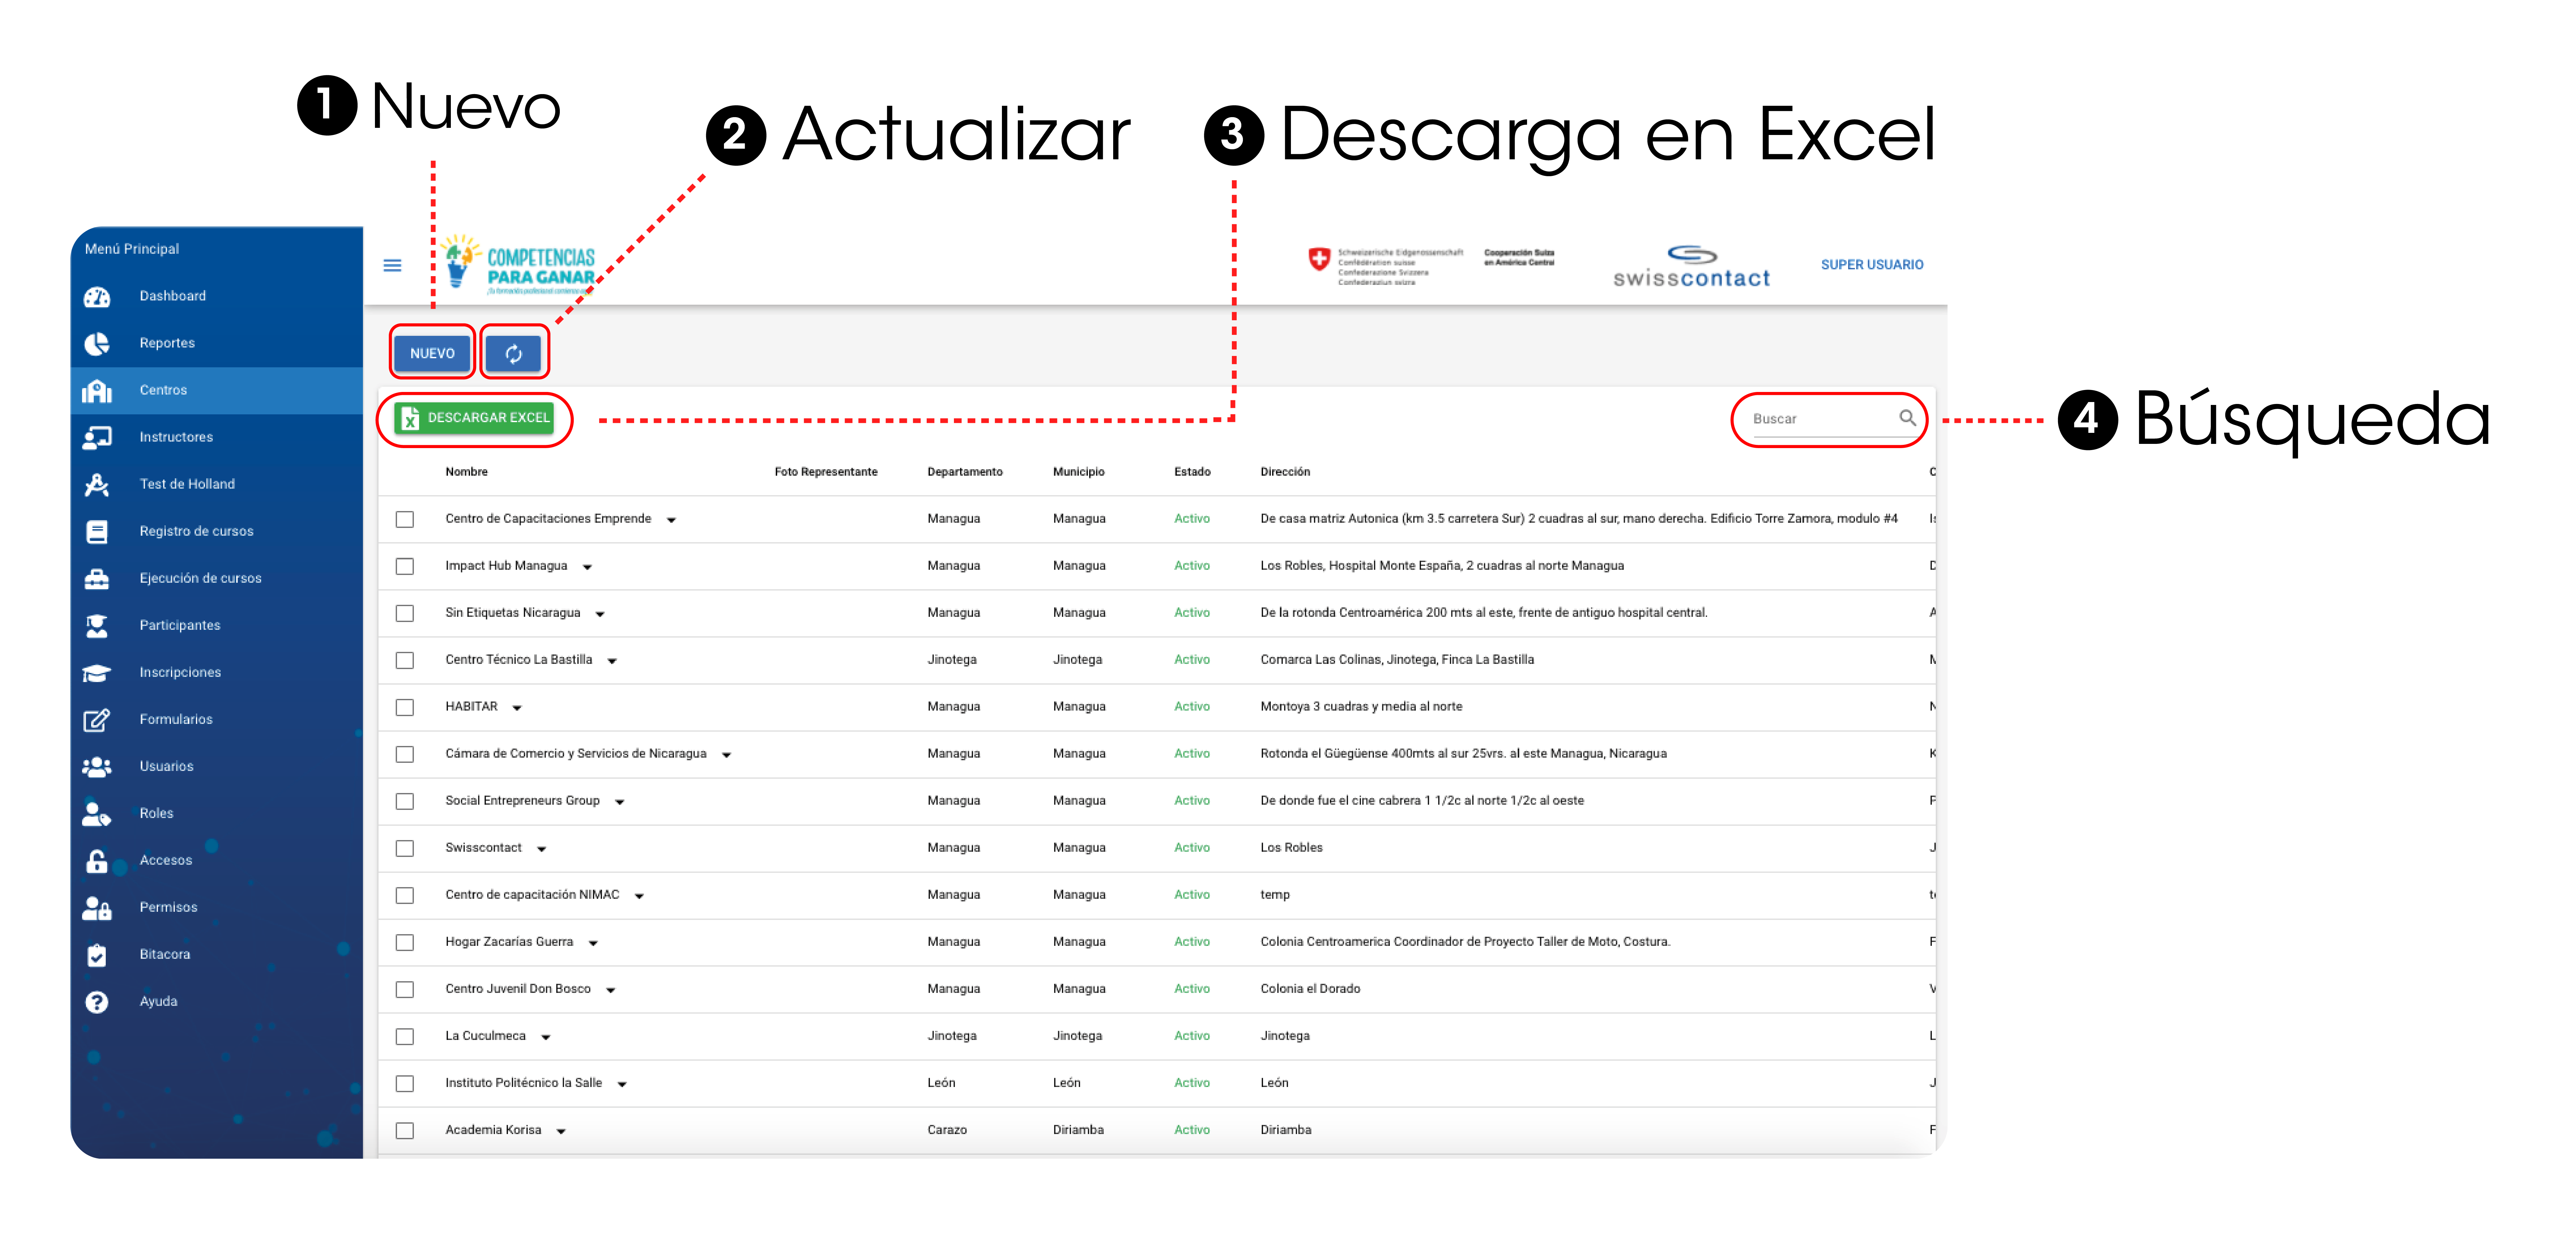 1 Nuevo
2 Actualizar
3 Descarga en Excel
Menú Principal
COMPETENCIAS
PARA GANAR
Schweizerische Eidgenossenschaft
Confédération suisse
Confederazione Svizzera
Confederaziun svizra
Cooperación Suiza
en América Central
swisscontact
SUPER USUARIO
Dashboard
Reportes
Centros
Instructores
Test de Holland
Registro de cursos
Ejecución de cursos
Participantes
Inscripciones
Formularios
Usuarios
Roles
Accesos
Permisos
Bitacora
Ayuda
NUEVO
DESCARGAR EXCEL
Buscar
4 Búsqueda
Nombre Foto Representante Departamento Municipio Estado Dirección C
Centro de Capacitaciones Emprende Managua Managua Activo De casa matriz Autonica (km 3.5 carretera Sur) 2 cuadras al sur, mano derecha. Edificio Torre Zamora, modulo #4
Impact Hub Managua Managua Managua Activo Los Robles, Hospital Monte España, 2 cuadras al norte Managua
Sin Etiquetas Nicaragua Managua Managua Activo De la rotonda Centroamérica 200 mts al este, frente de antiguo hospital central.
Centro Técnico La Bastilla Jinotega Jinotega Activo Comarca Las Colinas, Jinotega, Finca La Bastilla
HABITAR Managua Managua Activo Montoya 3 cuadras y media al norte
Cámara de Comercio y Servicios de Nicaragua Managua Managua Activo Rotonda el Güegüense 400mts al sur 25vrs. al este Managua, Nicaragua
Social Entrepreneurs Group Managua Managua Activo De donde fue el cine cabrera 1 1/2c al norte 1/2c al oeste
Swisscontact Managua Managua Activo Los Robles
Centro de capacitación NIMAC Managua Managua Activo temp
Hogar Zacarías Guerra Managua Managua Activo Colonia Centroamerica Coordinador de Proyecto Taller de Moto, Costura.
Centro Juvenil Don Bosco Managua Managua Activo Colonia el Dorado
La Cuculmeca Jinotega Jinotega Activo Jinotega
Instituto Politécnico la Salle León León Activo León
Academia Korisa Carazo Diriamba Activo Diriamba